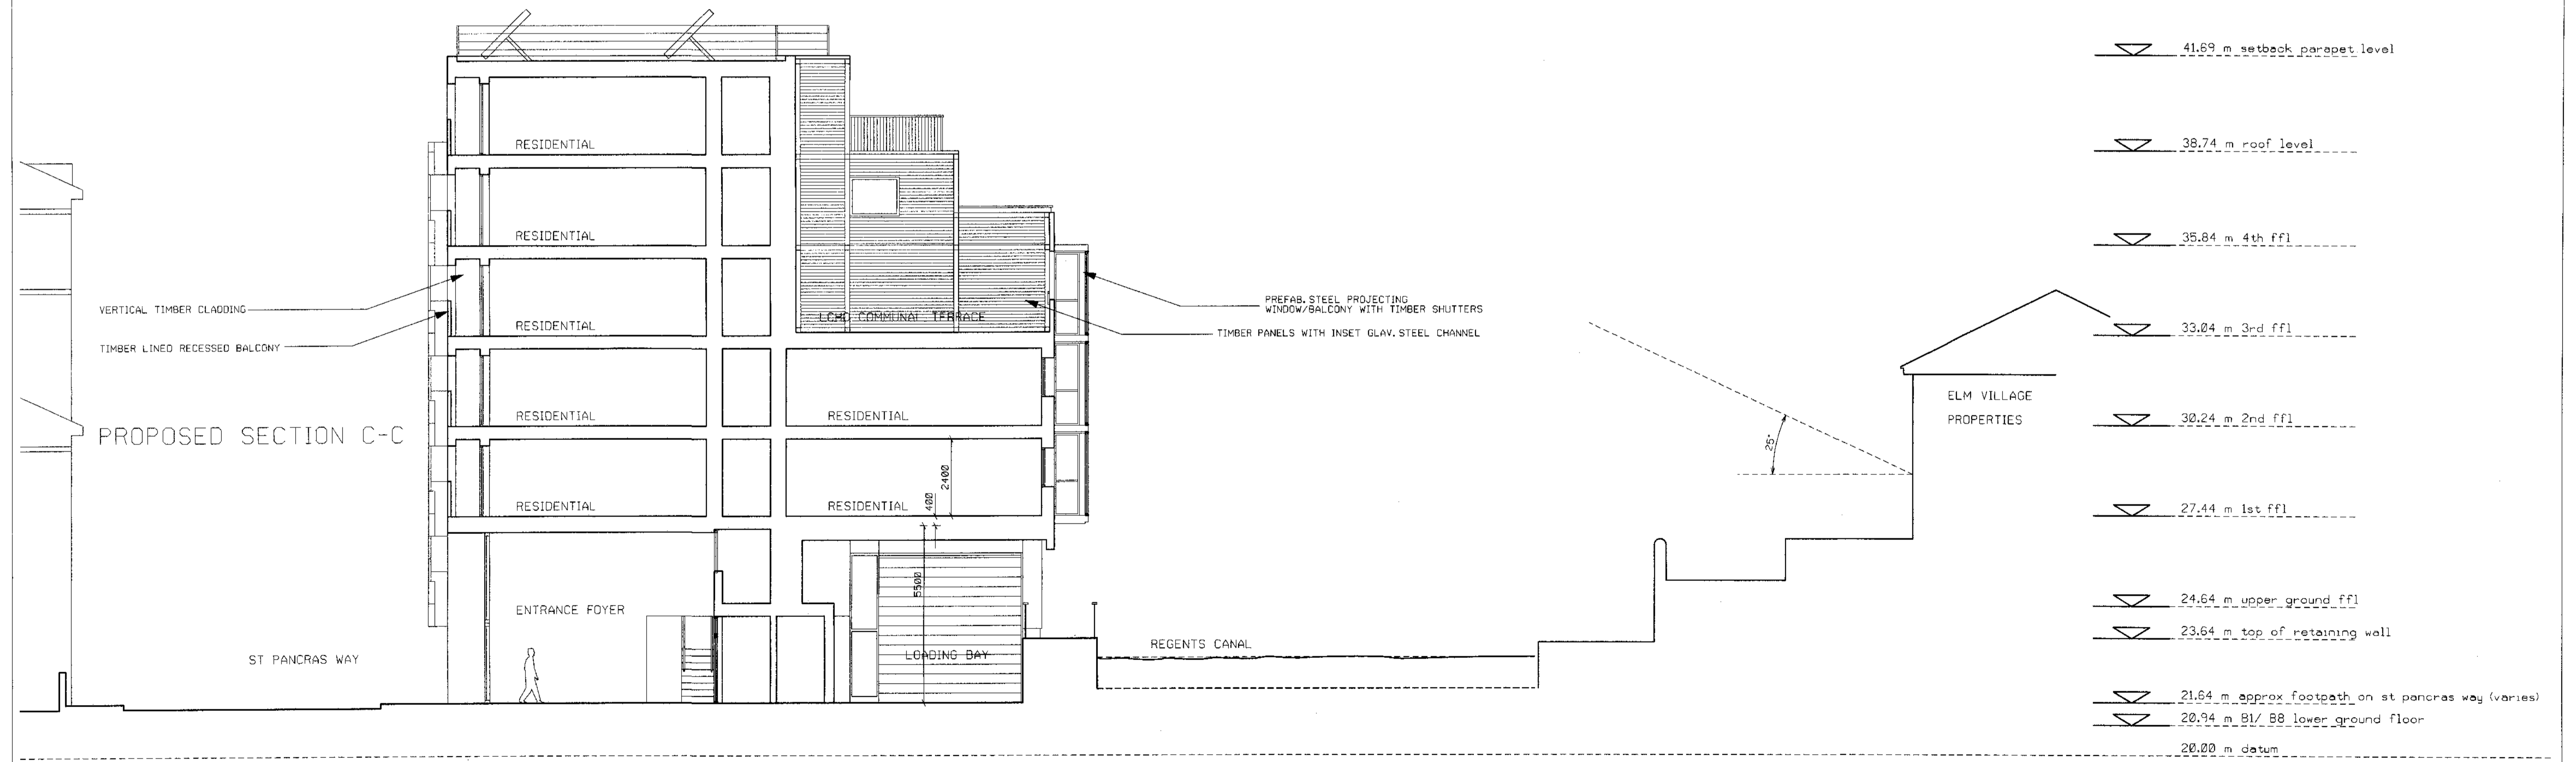 41.69 m setback parapet level
38.74 m roof level
35.84 m 4th ffl
33.04 m 3rd ffl
30.24 m 2nd ffl
27.44 m 1st ffl
24.64 m upper ground ffl
23.64 m top of retaining wall
21.64 m approx footpath on st pancras way (varies)
20.94 m B1/ B8 lower ground floor
20.00 m datum
RESIDENTIAL
RESIDENTIAL
RESIDENTIAL
COMMUNAL TERRACE
VERTICAL TIMBER CLADDING
TIMBER LINED RECESSED BALCONY
PREFAB. STEEL PROJECTING
WINDOW/BALCONY WITH TIMBER SHUTTERS
TIMBER PANELS WITH INSET GLAV. STEEL CHANNEL
PROPOSED SECTION C-C
RESIDENTIAL
RESIDENTIAL
RESIDENTIAL
RESIDENTIAL
2400
400
5500
25°
ELM VILLAGE
PROPERTIES
ENTRANCE FOYER
ST PANCRAS WAY
LOADING BAY
REGENTS CANAL